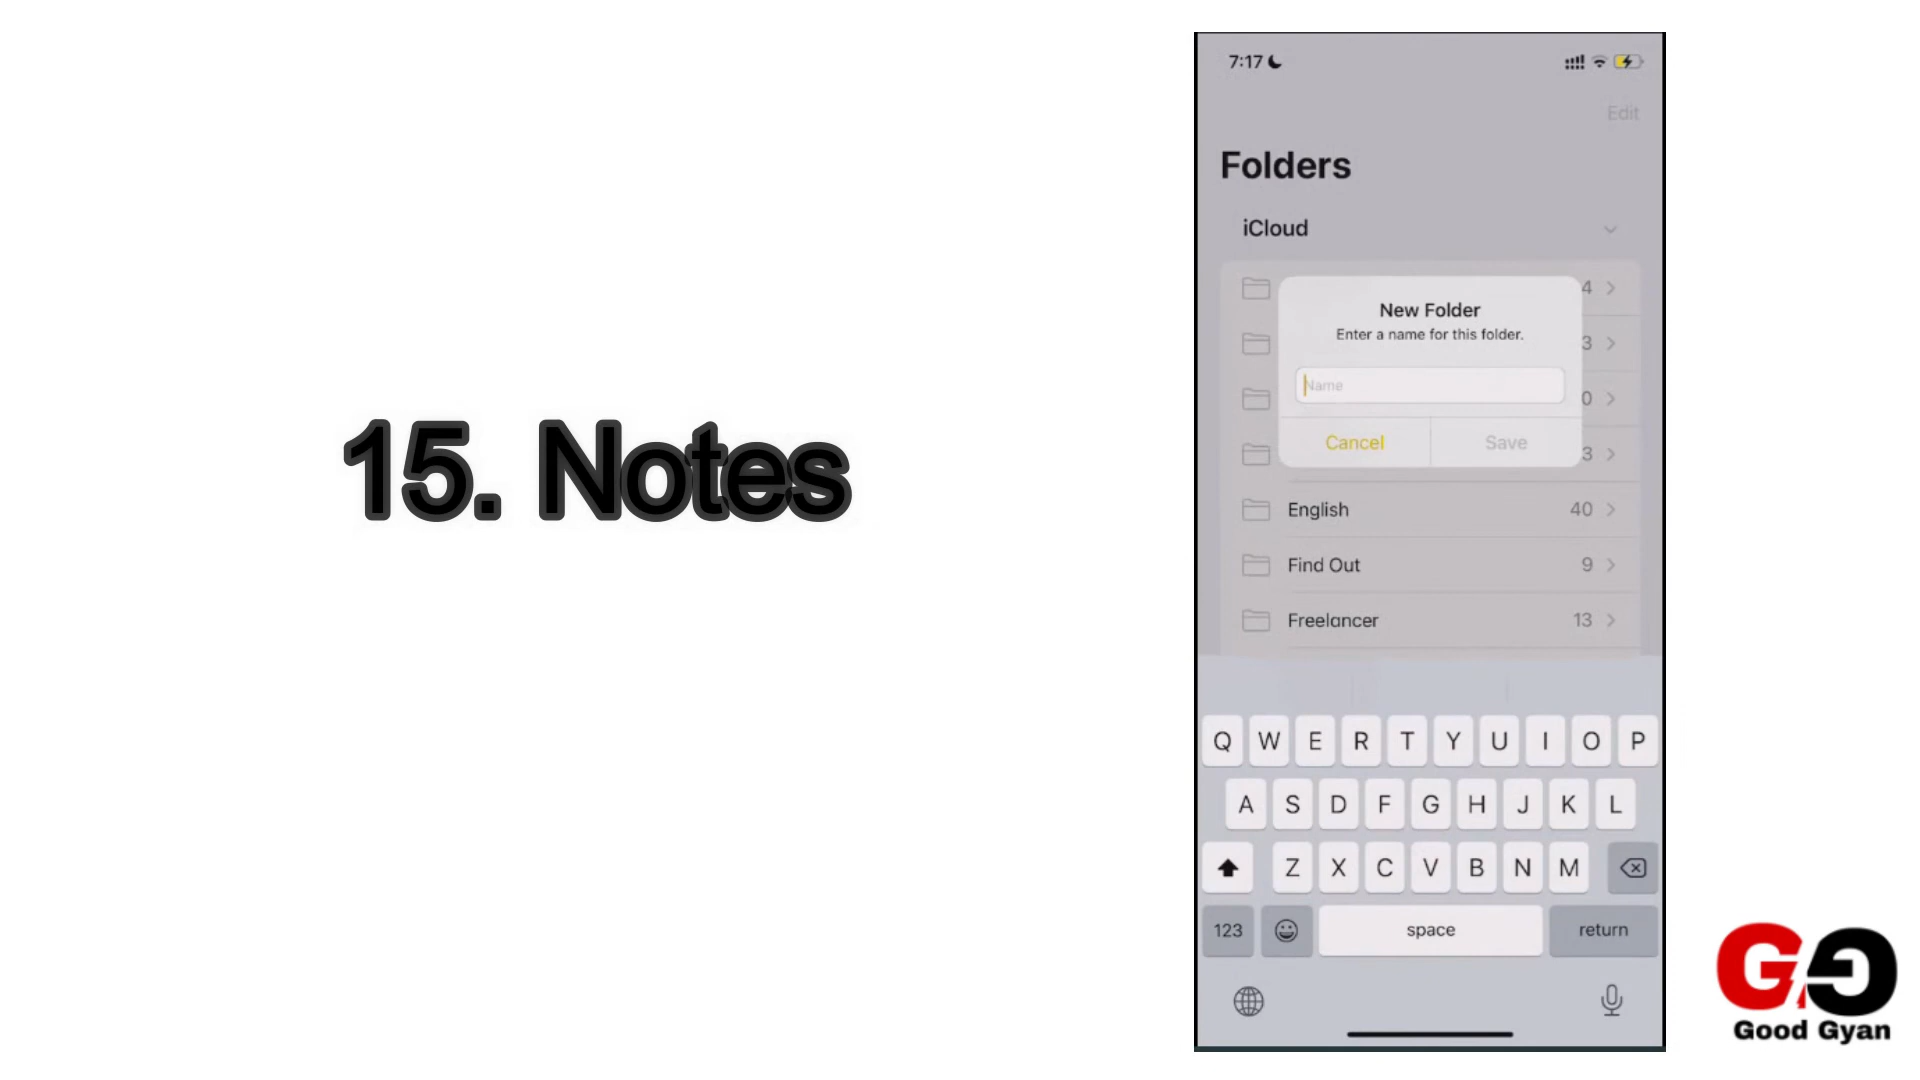 15. Notes
7:17
Edit
Folders
iCloud
4
New Folder
Enter a name for this folder.
3
Name
0
Cancel Save
3
English 40
Find Out 9
Freelancer 13
Q W E R T Y U I O P
A S D F G H J K L
Z X C V B N M
123 space return
GG
Good Gyan